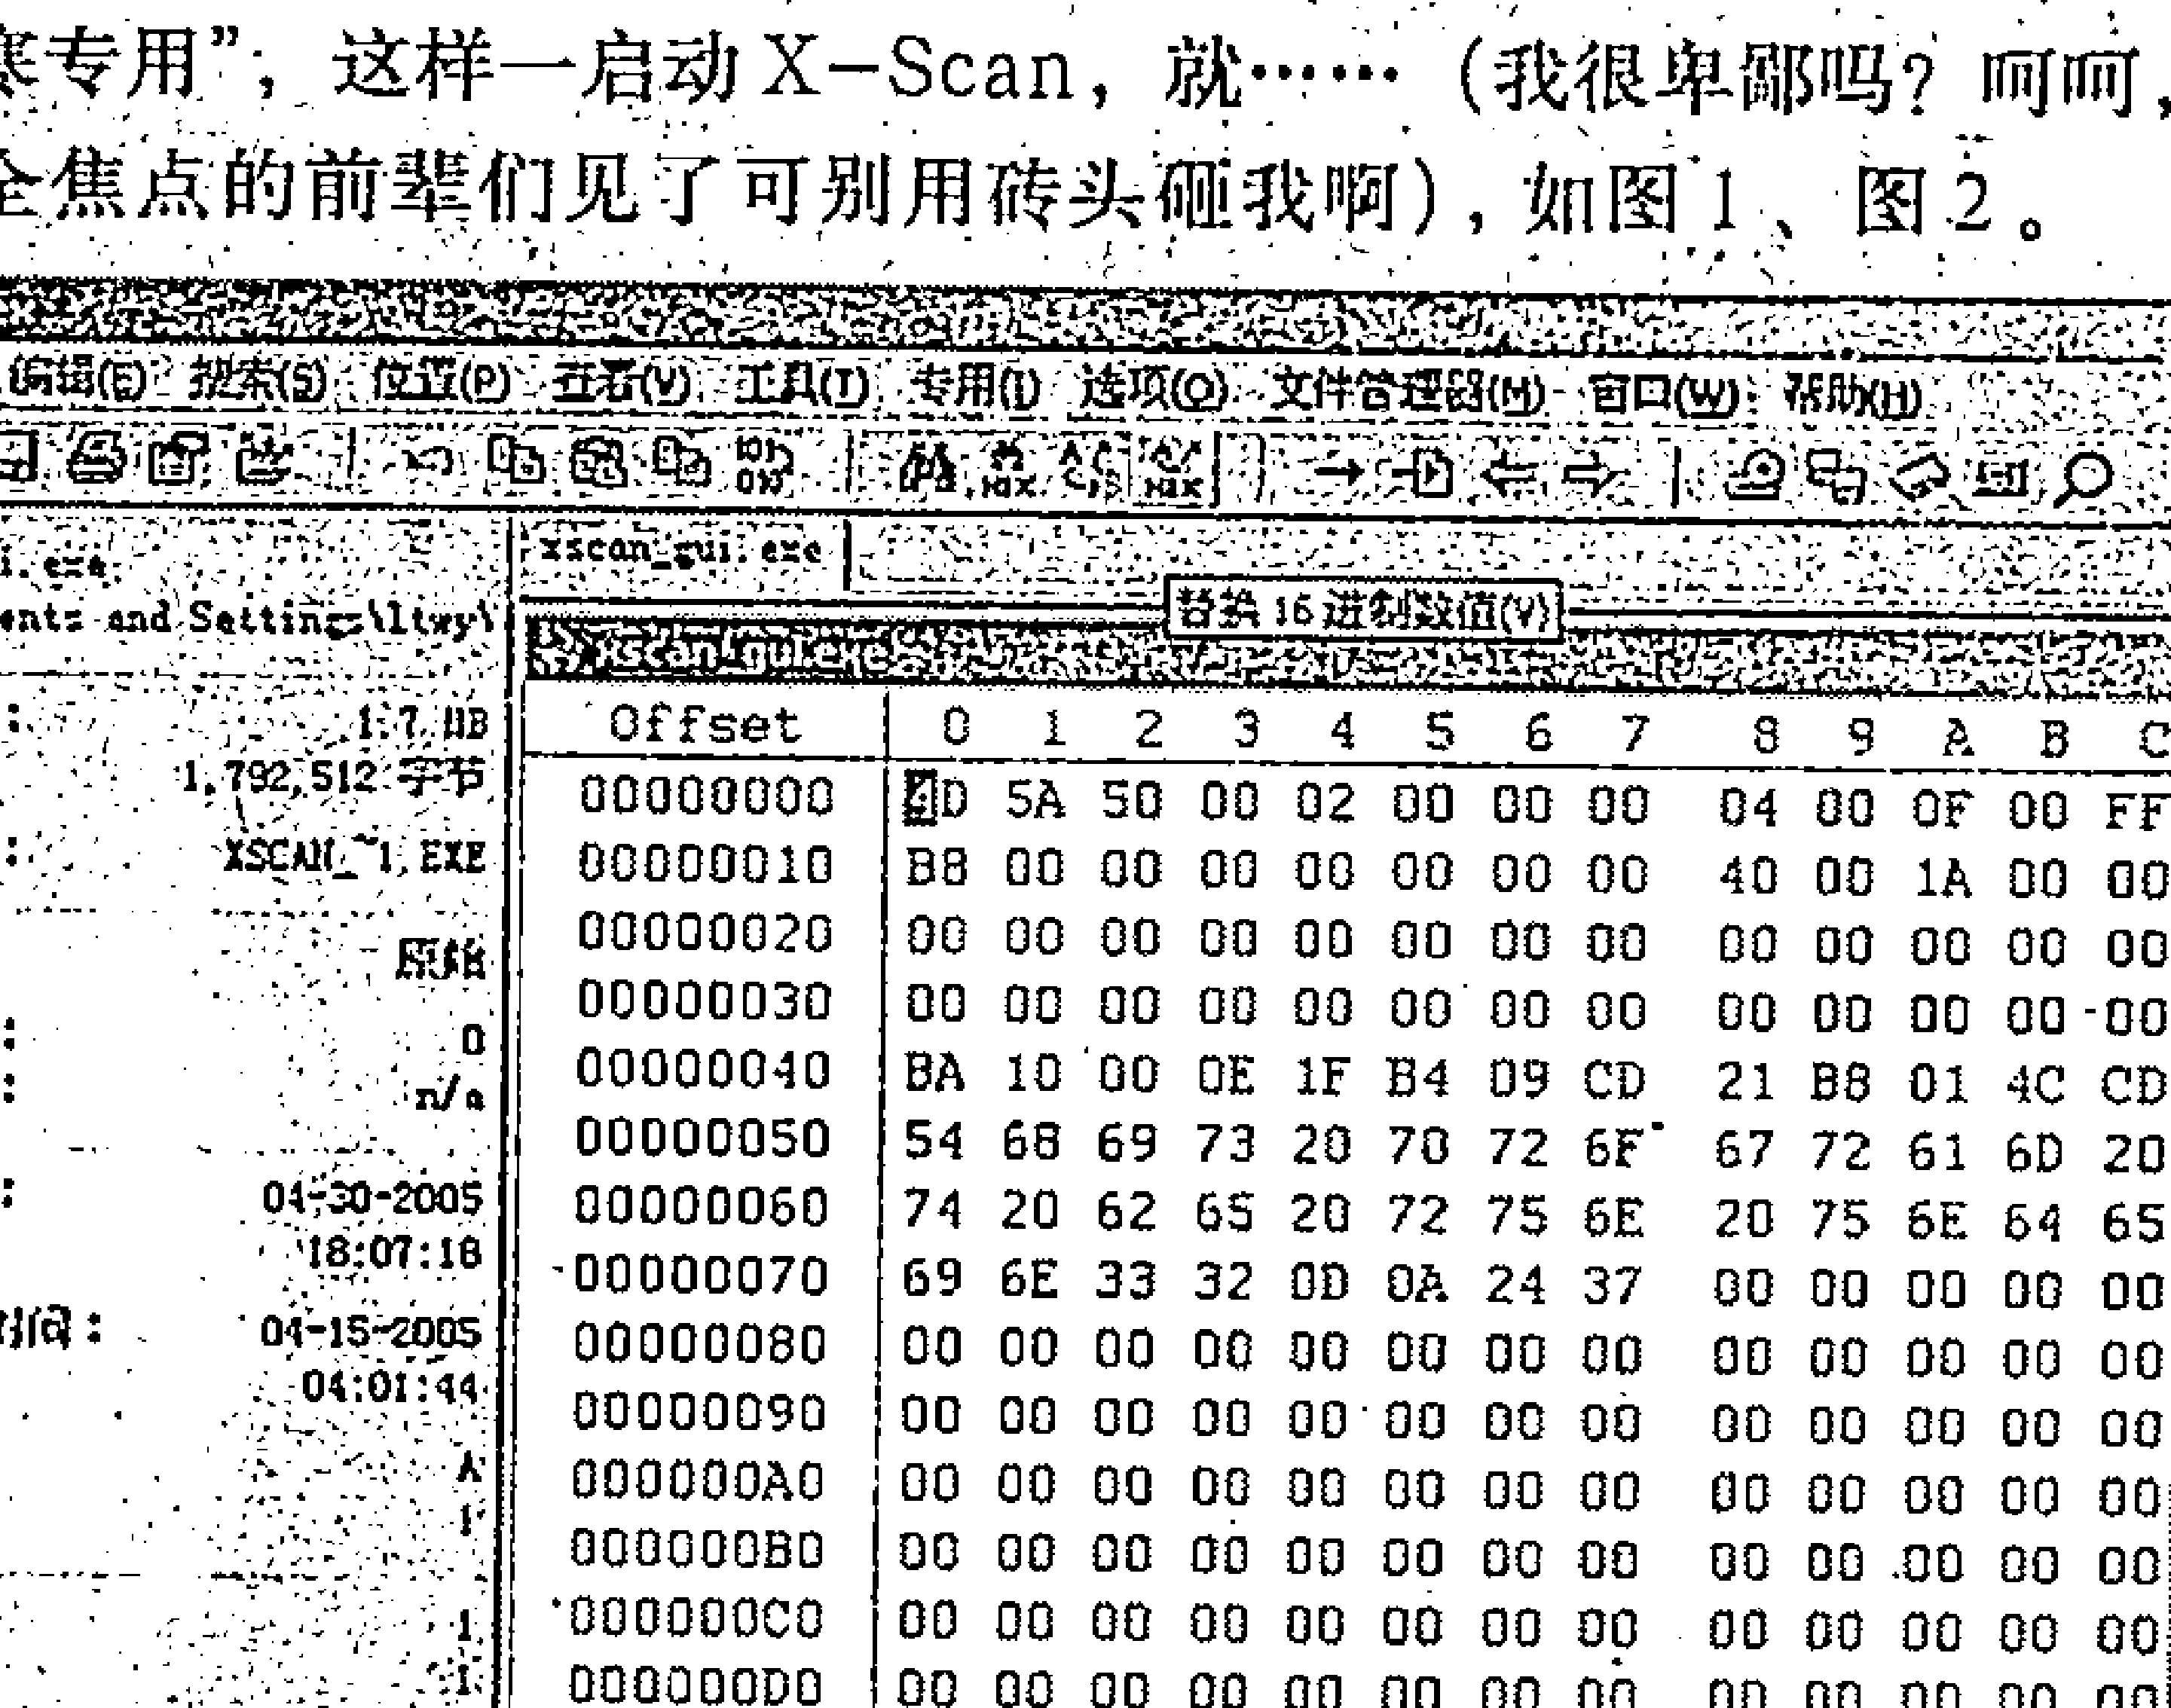 寒专用”，这样一启动 X-Scan，就……（我很卑鄙吗？呵呵，
全焦点的前辈们见了可别用砖头砸我啊），如图 1、图 2。
编辑(E) 搜索(S) 位置(P) 查看(V) 工具(T) 专用(I) 选项(O) 文件管理器(M) 窗口(W) 帮助(H)
i.exe
xscan_gui.exe
ents and Settings\ltwy\
替换 16 进制数值(V)
xscan_gui.exe
: 1.7 MB
1,792,512 字节
: XSCAN_~1.EXE
原始
: 0
: n/a
: 04-30-2005
18:07:18
时间: 04-15-2005
04:01:44
A
1
1
1
Offset 0 1 2 3 4 5 6 7 8 9 A B C
00000000 4D 5A 50 00 02 00 00 00 04 00 0F 00 FF
00000010 B8 00 00 00 00 00 00 00 40 00 1A 00 00
00000020 00 00 00 00 00 00 00 00 00 00 00 00 00
00000030 00 00 00 00 00 00 00 00 00 00 00 00 00
00000040 BA 10 00 0E 1F B4 09 CD 21 B8 01 4C CD
00000050 54 68 69 73 20 70 72 6F 67 72 61 6D 20
00000060 74 20 62 65 20 72 75 6E 20 75 6E 64 65
00000070 69 6E 33 32 0D 0A 24 37 00 00 00 00 00
00000080 00 00 00 00 00 00 00 00 00 00 00 00 00
00000090 00 00 00 00 00 00 00 00 00 00 00 00 00
000000A0 00 00 00 00 00 00 00 00 00 00 00 00 00
000000B0 00 00 00 00 00 00 00 00 00 00 00 00 00
000000C0 00 00 00 00 00 00 00 00 00 00 00 00 00
000000D0 00 00 00 00 00 00 00 00 00 00 00 00 00